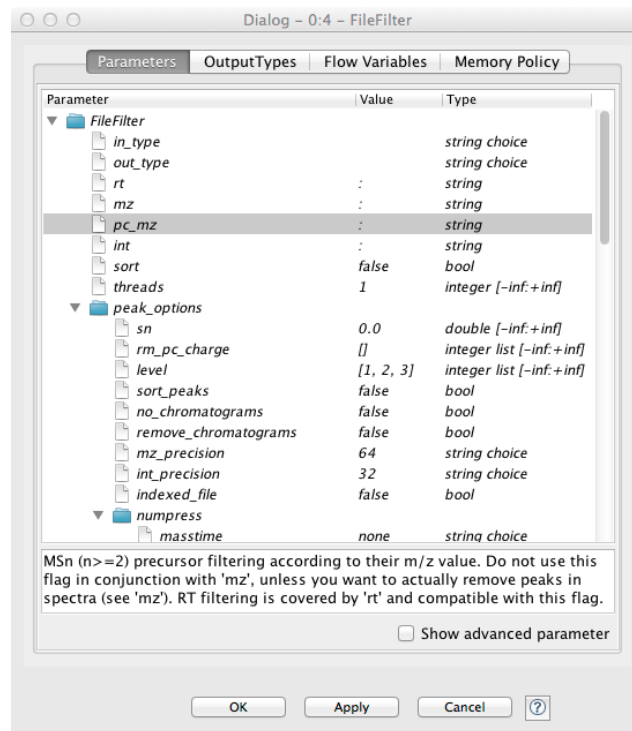 Dialog – 0:4 – FileFilter
Parameters OutputTypes Flow Variables Memory Policy
Parameter Value Type
FileFilter
in_type string choice
out_type string choice
rt : string
mz : string
pc_mz : string
int : string
sort false bool
threads 1 integer [-inf:+inf]
peak_options
sn 0.0 double [-inf:+inf]
rm_pc_charge [] integer list [-inf:+inf]
level [1, 2, 3] integer list [-inf:+inf]
sort_peaks false bool
no_chromatograms false bool
remove_chromatograms false bool
mz_precision 64 string choice
int_precision 32 string choice
indexed_file false bool
numpress
masstime none string choice
MSn (n>=2) precursor filtering according to their m/z value. Do not use this
flag in conjunction with 'mz', unless you want to actually remove peaks in
spectra (see 'mz'). RT filtering is covered by 'rt' and compatible with this flag.
Show advanced parameter
OK Apply Cancel ?